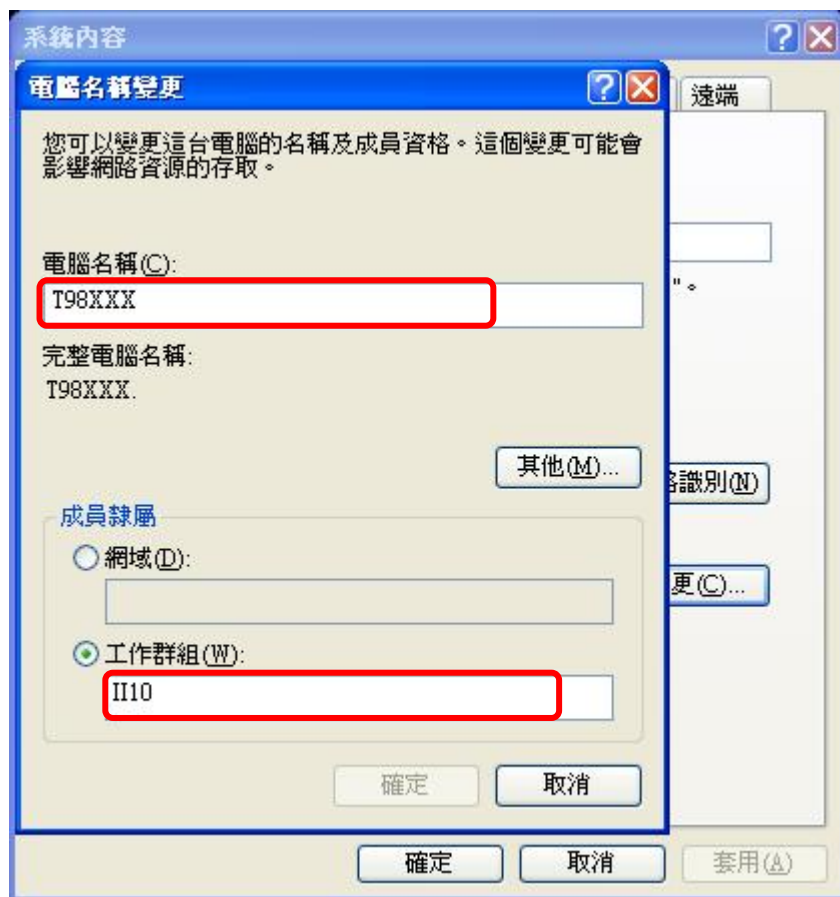 系統內容
電腦名稱變更
遠端
您可以變更這台電腦的名稱及成員資格。這個變更可能會
影響網路資源的存取。
電腦名稱(C):
"。
T98XXX
完整電腦名稱:
T98XXX.
其他(M)...
識別(N)
成員隸屬
網域(D):
更(C)...
工作群組(W):
II10
確定
取消
確定
取消
套用(A)